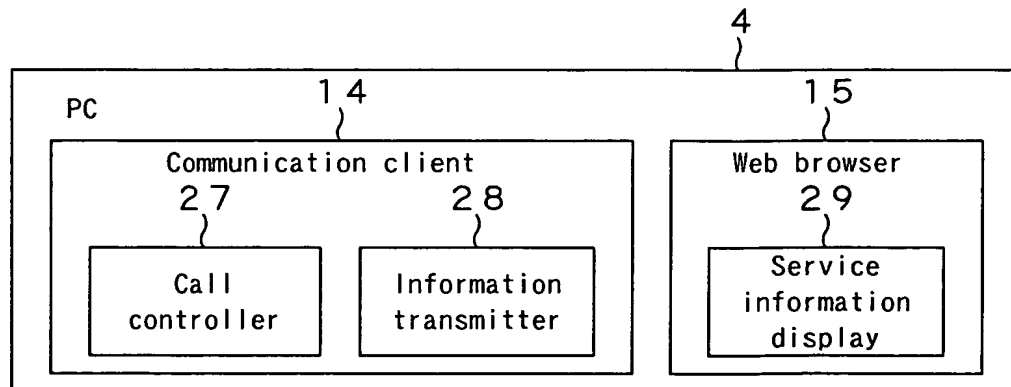 4
PC
14
15
Communication client
Web browser
27
28
29
Call
controller
Information
transmitter
Service
information
display